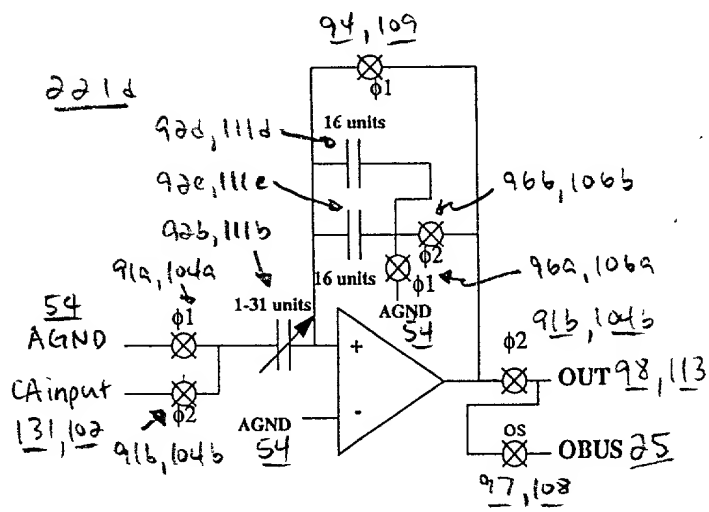 94, 109
ϕ1
221d
16 units
92d, 111d
92e, 111e
92b, 111b
96b, 106b
ϕ2
16 units
ϕ1
96a, 106a
91a, 104a
1-31 units
AGND
54
54
ϕ1
AGND
91b, 104b
ϕ2
+
OUT 98, 113
CAinput
ϕ2
131, 102
91b, 104b
AGND
54
-
OS
OBUS 25
97, 108